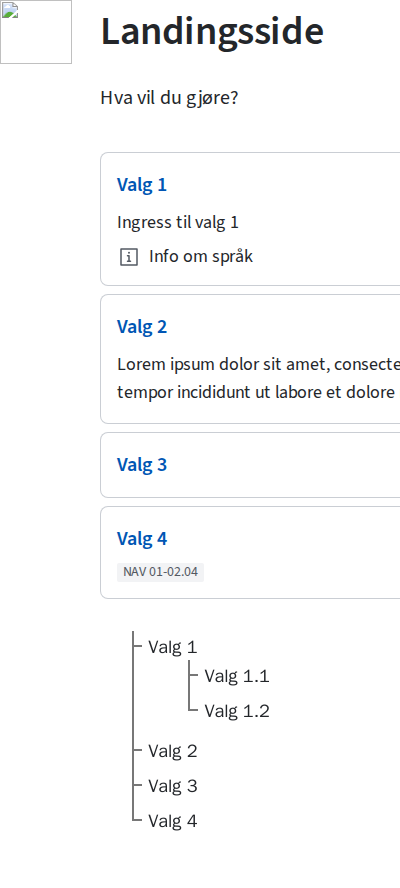 Landingsside
Hva vil du gjøre?
Valg 1
Ingress til valg 1
Info om språk
Valg 2
Lorem ipsum dolor sit amet, consecte
tempor incididunt ut labore et dolore
Valg 3
Valg 4
NAV 01-02.04
Valg 1
Valg 1.1
Valg 1.2
Valg 2
Valg 3
Valg 4